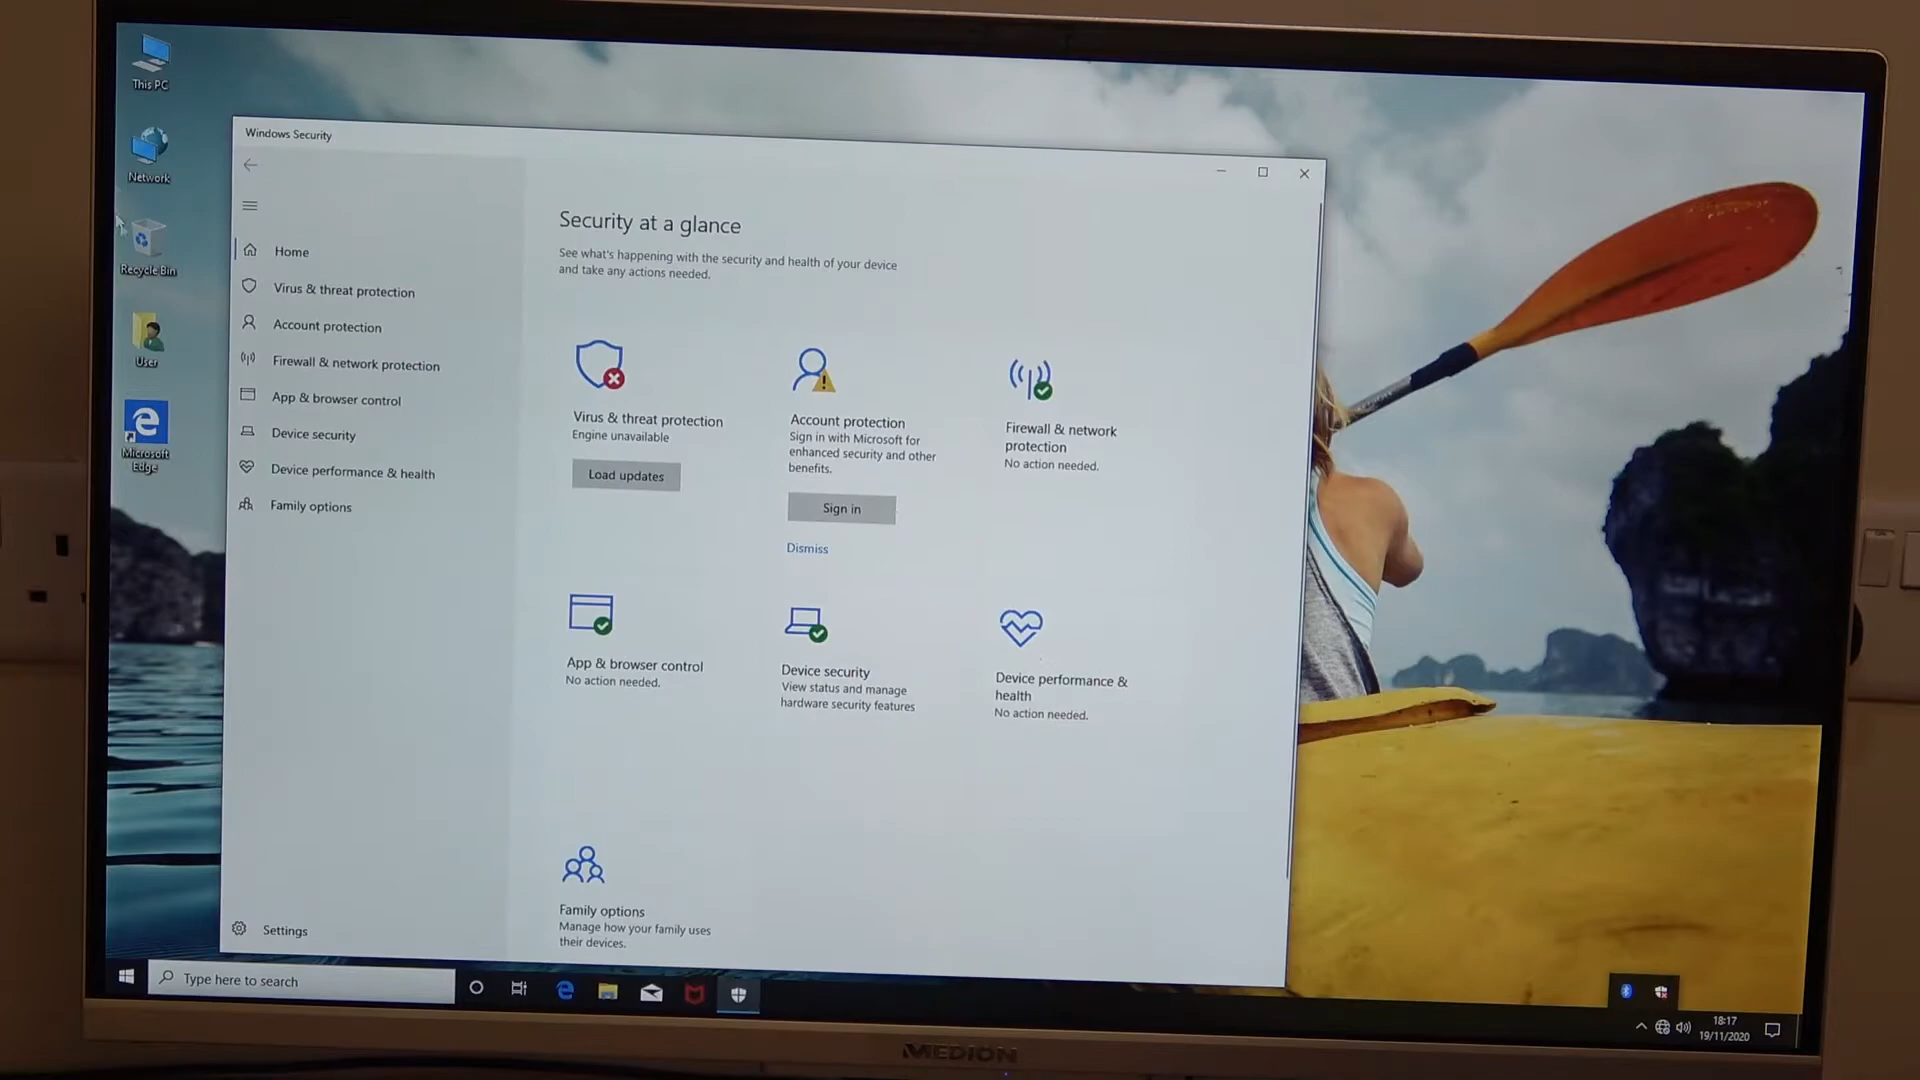 This PC
Network
Recycle Bin
User
Microsoft
Edge
Windows Security
Home
Virus & threat protection
Account protection
Firewall & network protection
App & browser control
Device security
Device performance & health
Family options
Settings
Security at a glance
See what's happening with the security and health of your device
and take any actions needed.
Virus & threat protection
Engine unavailable
Load updates
Account protection
Sign in with Microsoft for
enhanced security and other
benefits.
Sign in
Dismiss
Firewall & network
protection
No action needed.
App & browser control
No action needed.
Device security
View status and manage
hardware security features
Device performance &
health
No action needed.
Family options
Manage how your family uses
their devices.
Type here to search
18:17
19/11/2020
MEDION